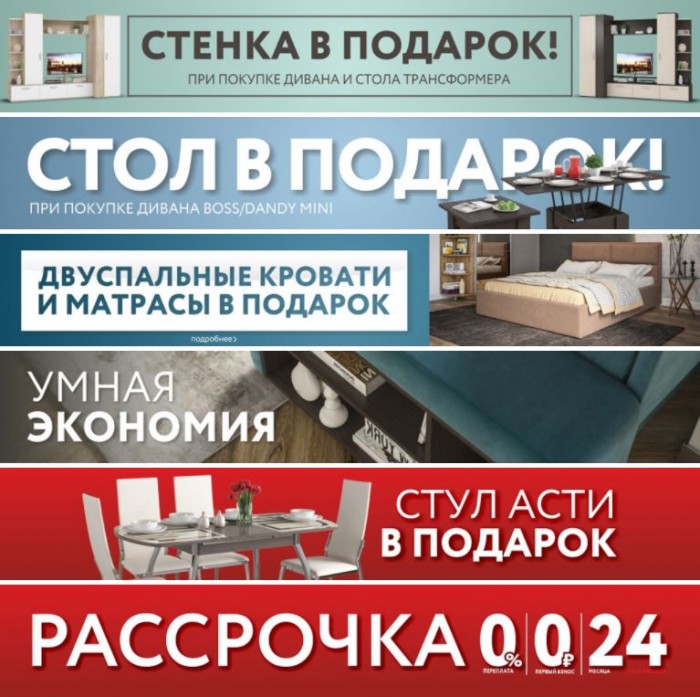 СТЕНКА В ПОДАРОК!
ПРИ ПОКУПКЕ ДИВАНА И СТОЛА ТРАНСФОРМЕРА
СТОЛ В ПОДАРОК!
ПРИ ПОКУПКЕ ДИВАНА BOSS/DANDY MINI
ДВУСПАЛЬНЫЕ КРОВАТИ
И МАТРАСЫ В ПОДАРОК
подробнее>
УМНАЯ
ЭКОНОМИЯ
СТУЛ АСТИ
В ПОДАРОК
РАССРОЧКА 0% 0₽ 24
ПЕРЕПЛАТА ПЕРВЫЙ ВЗНОС МЕСЯЦА